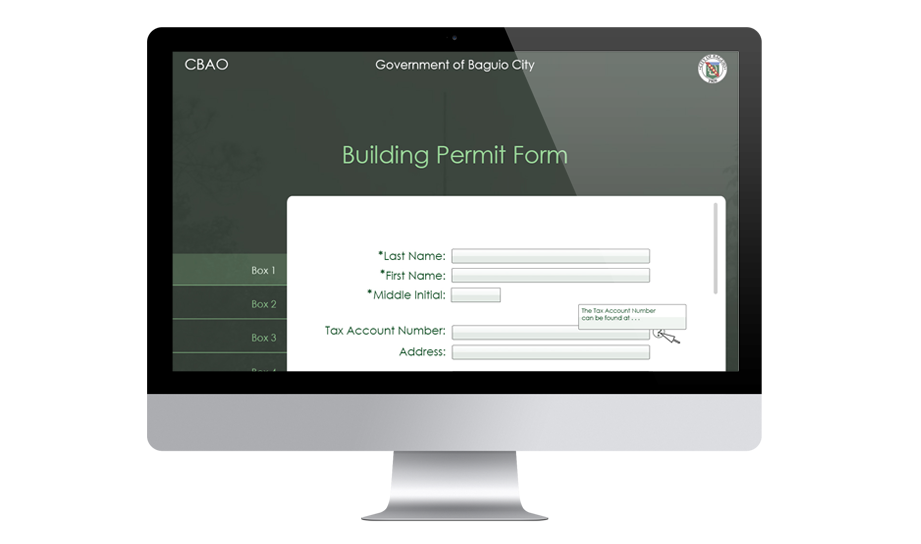 CBAO
Government of Baguio City
Building Permit Form
Box 1
Box 2
Box 3
*Last Name:
*First Name:
*Middle Initial:
The Tax Account Number
can be found at . . .
Tax Account Number:
Address: